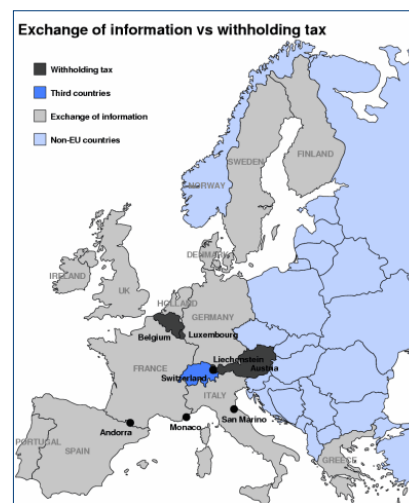 Exchange of information vs withholding tax
Withholding tax
Third countries
Exchange of information
Non-EU countries
FINLAND
SWEDEN
NORWAY
DENMARK
IRELAND
UK
HOLLAND
GERMANY
Belgium
Luxembourg
Liechenstein
Austria
FRANCE
Switzerland
ITALY
San Marino
Monaco
Andorra
PORTUGAL
SPAIN
GREECE